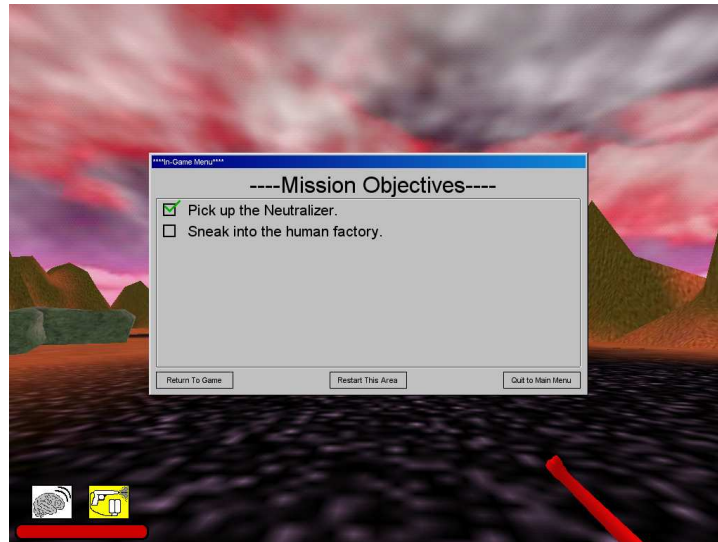 ****In-Game Menu****
----Mission Objectives----
Pick up the Neutralizer.
Sneak into the human factory.
Return To Game
Restart This Area
Quit to Main Menu